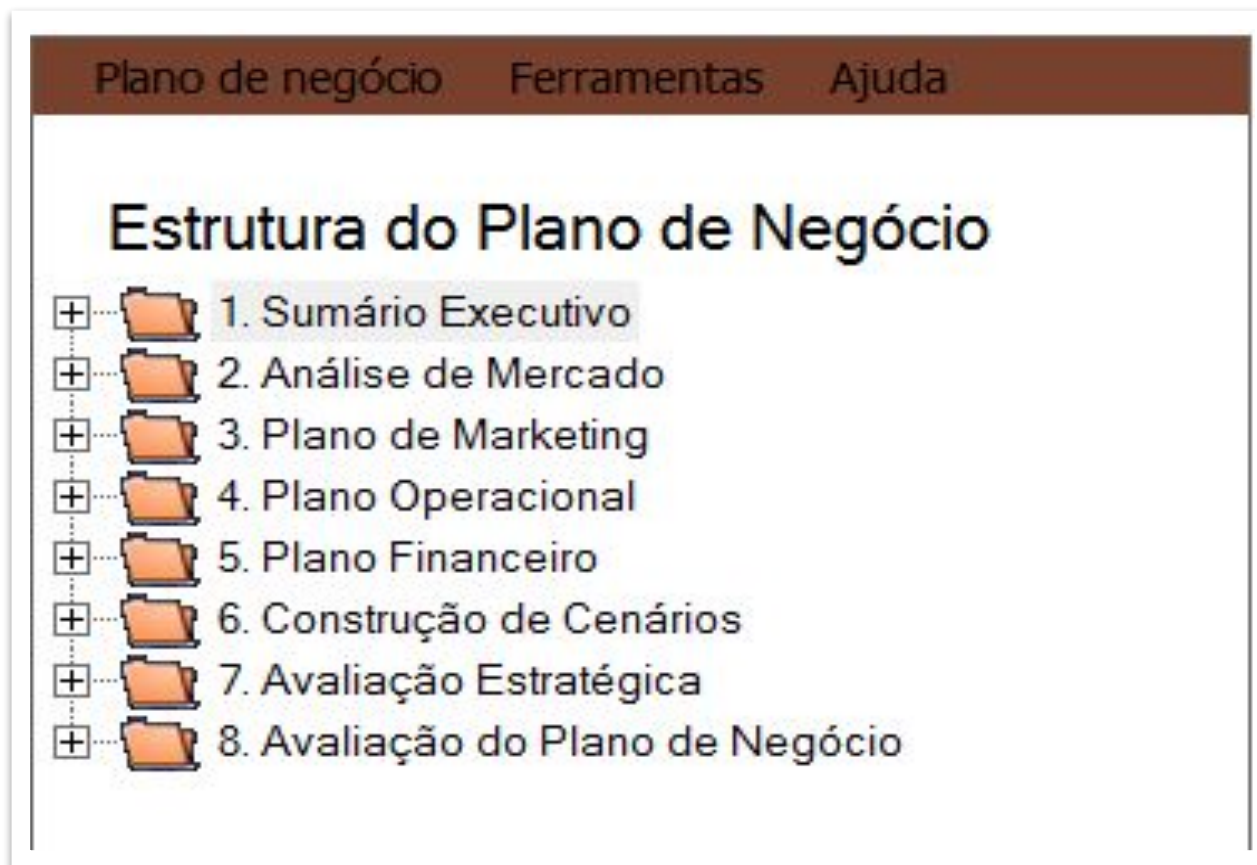 Plano de negócio Ferramentas Ajuda
Estrutura do Plano de Negócio
1. Sumário Executivo
2. Análise de Mercado
3. Plano de Marketing
4. Plano Operacional
5. Plano Financeiro
6. Construção de Cenários
7. Avaliação Estratégica
8. Avaliação do Plano de Negócio